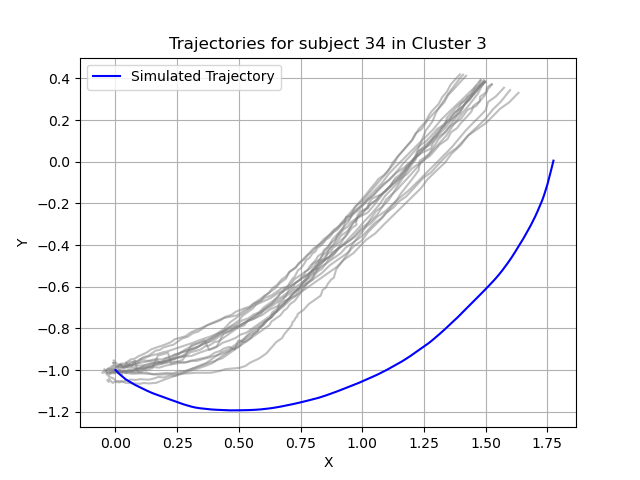 Trajectories for subject 34 in Cluster 3
Simulated Trajectory
0.4
0.2
0.0
−0.2
−0.4
−0.6
−0.8
−1.0
−1.2
Y
0.00 0.25 0.50 0.75 1.00 1.25 1.50 1.75
X